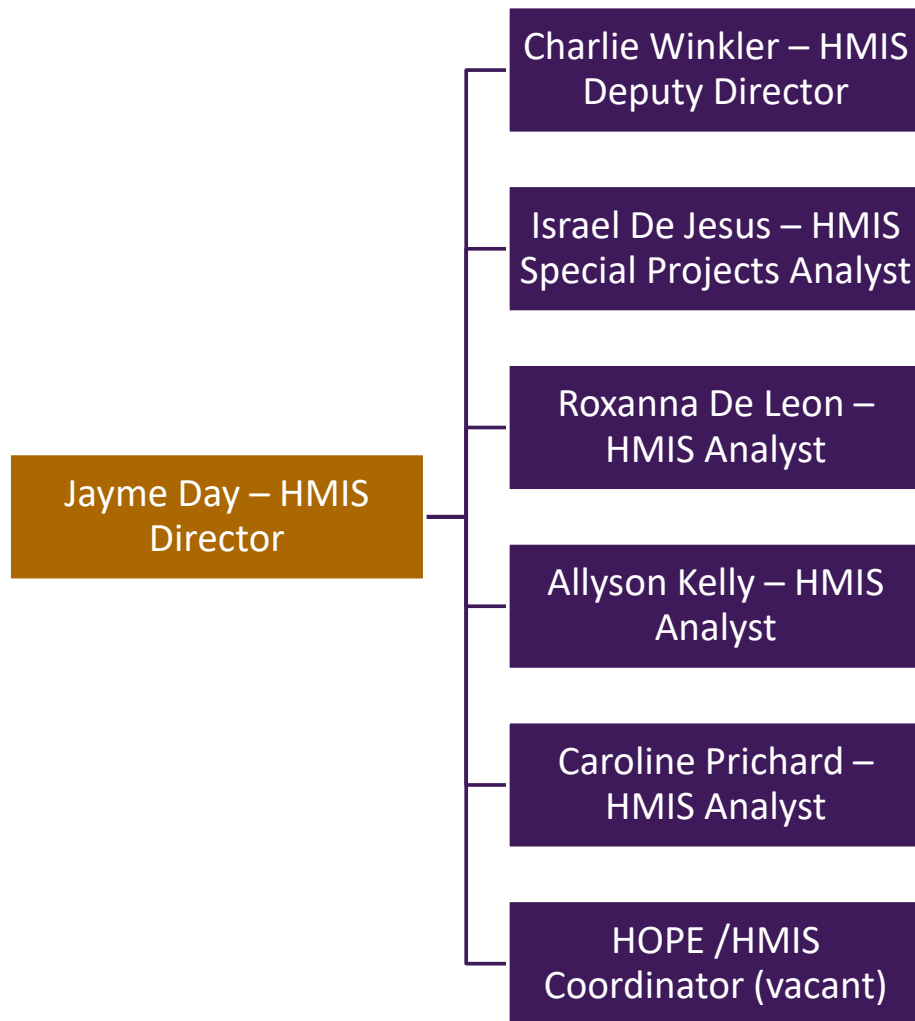 Charlie Winkler – HMIS
Deputy Director
Israel De Jesus – HMIS
Special Projects Analyst
Roxanna De Leon –
HMIS Analyst
Jayme Day – HMIS
Director
Allyson Kelly – HMIS
Analyst
Caroline Prichard –
HMIS Analyst
HOPE /HMIS
Coordinator (vacant)